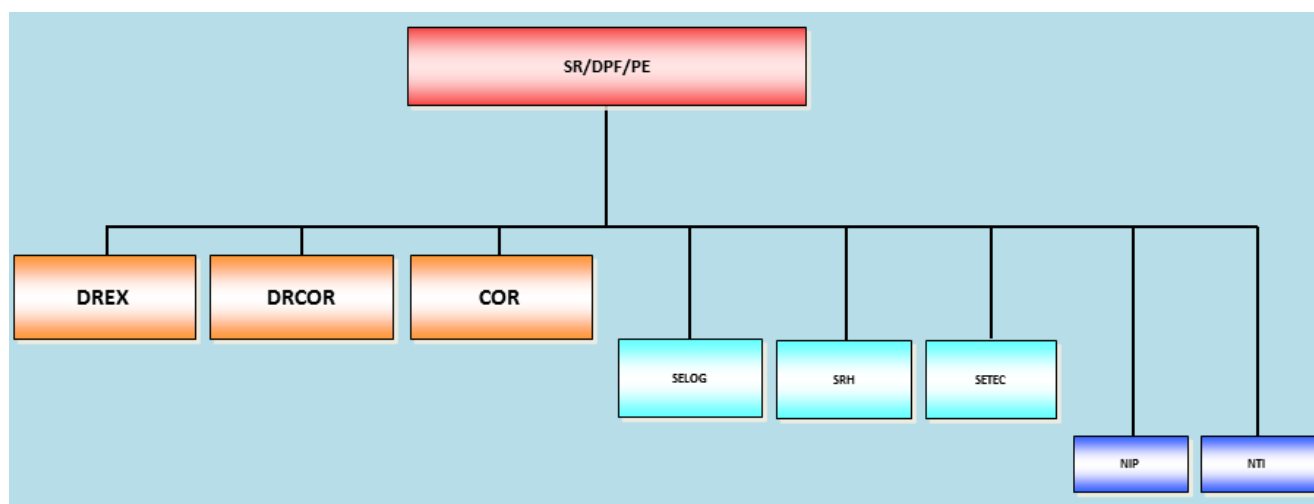 SR/DPF/PE
DREX
DRCOR
COR
SELOG
SRH
SETEC
NIP
NTI